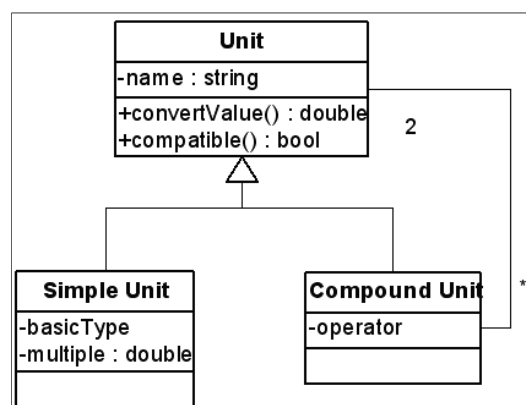 Unit
-name : string
+convertValue() : double
+compatible() : bool
2
*
Simple Unit
-basicType
-multiple : double
Compound Unit
-operator